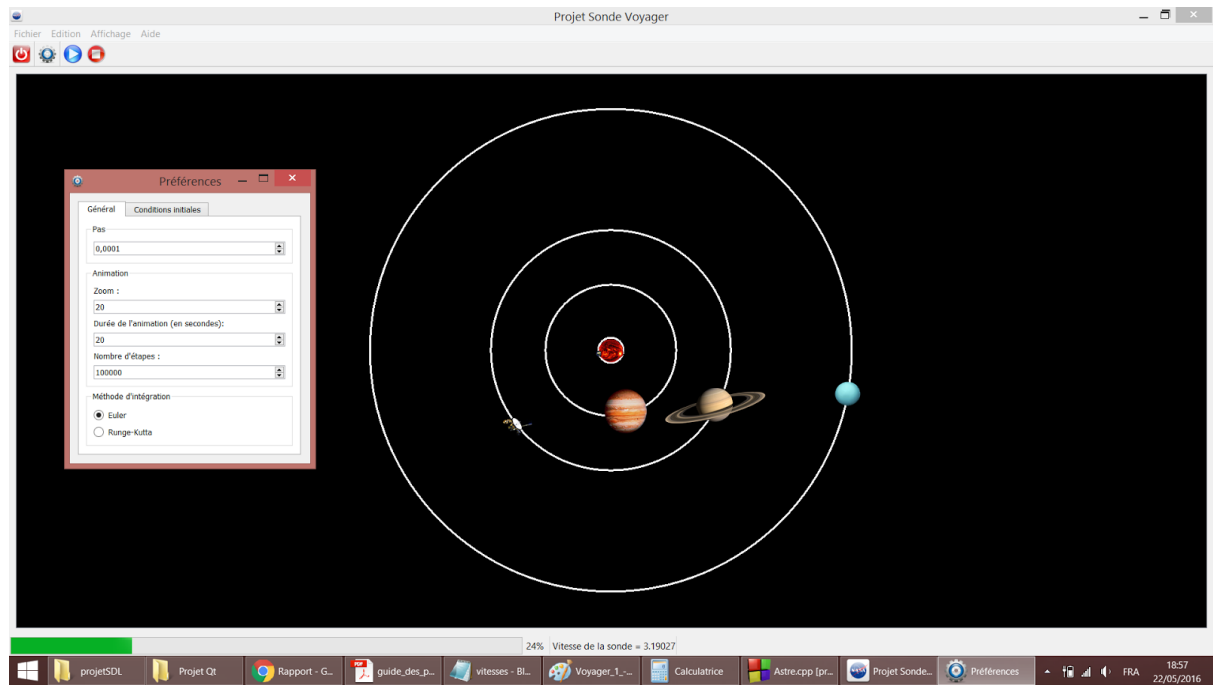 Projet Sonde Voyager
Fichier Edition Affichage Aide
Préférences
Général Conditions initiales
Pas
0,0001
Animation
Zoom :
20
Durée de l'animation (en secondes):
20
Nombre d'étapes :
100000
Méthode d'intégration
Euler
Runge-Kutta
24% Vitesse de la sonde = 3.19027
projetSDL Projet Qt Rapport - G... guide_des_p... vitesses - Bl... Voyager_1_-... Calculatrice Astre.cpp [pr... Projet Sonde... Préférences FRA 18:57
22/05/2016